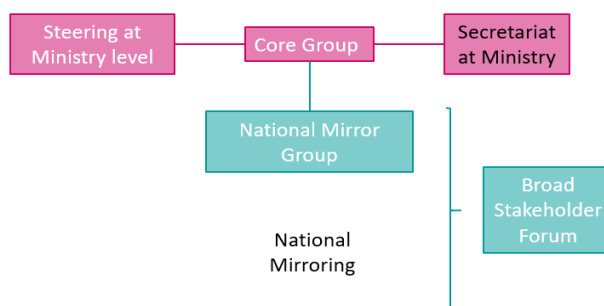 Steering at
Ministry level
Core Group
Secretariat
at Ministry
National Mirror
Group
Broad
Stakeholder
Forum
National
Mirroring